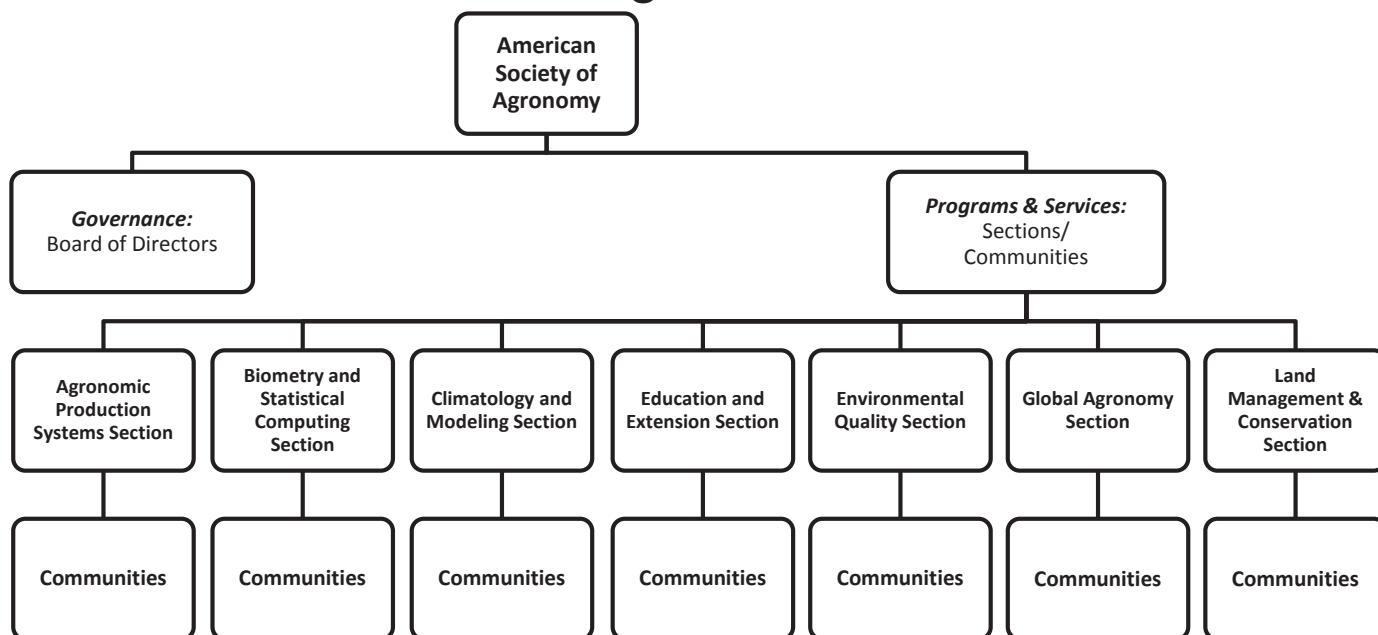 American
Society of
Agronomy
Governance:
Board of Directors
Programs & Services:
Sections/
Communities
Agronomic
Production
Systems Section
Biometry and
Statistical
Computing
Section
Climatology and
Modeling Section
Education and
Extension Section
Environmental
Quality Section
Global Agronomy
Section
Land
Management &
Conservation
Section
Communities
Communities
Communities
Communities
Communities
Communities
Communities